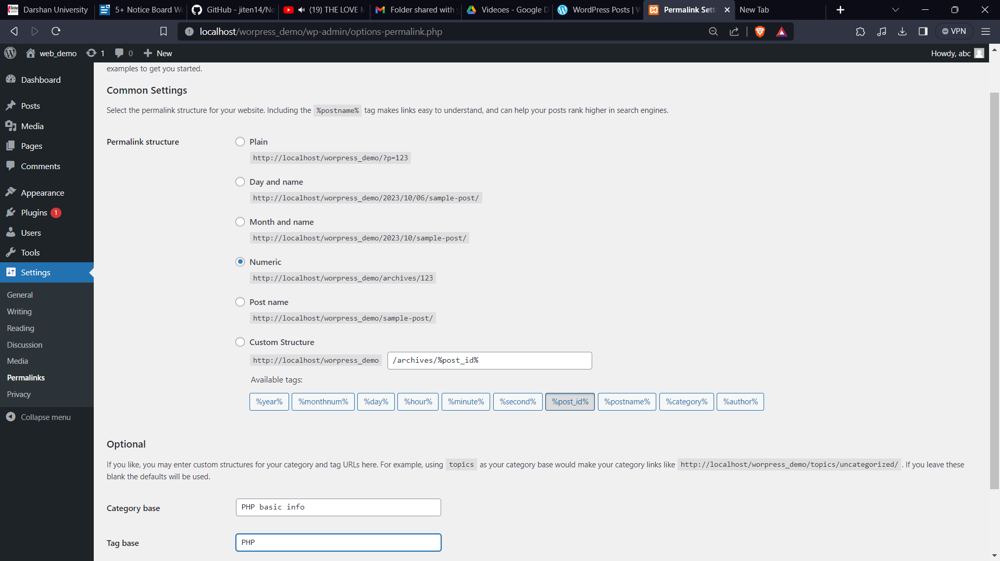 Darshan University
5+ Notice Board Wo
GitHub - jiten14/No
(19) THE LOVE M
Folder shared with y
Videoes - Google D
WordPress Posts | W
Permalink Sett
New Tab
localhost/worpress_demo/wp-admin/options-permalink.php
VPN
web_demo
1
0
New
Howdy, abc
Dashboard
Posts
Media
Pages
Comments
Appearance
Plugins 1
Users
Tools
Settings
General
Writing
Reading
Discussion
Media
Permalinks
Privacy
Collapse menu
examples to get you started.
Common Settings
Select the permalink structure for your website. Including the %postname% tag makes links easy to understand, and can help your posts rank higher in search engines.
Permalink structure
Plain
http://localhost/worpress_demo/?p=123
Day and name
http://localhost/worpress_demo/2023/10/06/sample-post/
Month and name
http://localhost/worpress_demo/2023/10/sample-post/
Numeric
http://localhost/worpress_demo/archives/123
Post name
http://localhost/worpress_demo/sample-post/
Custom Structure
http://localhost/worpress_demo /archives/%post_id%
Available tags:
%year% %monthnum% %day% %hour% %minute% %second% %post_id% %postname% %category% %author%
Optional
If you like, you may enter custom structures for your category and tag URLs here. For example, using topics as your category base would make your category links like http://localhost/worpress_demo/topics/uncategorized/ . If you leave these
blank the defaults will be used.
Category base
PHP basic info
Tag base
PHP